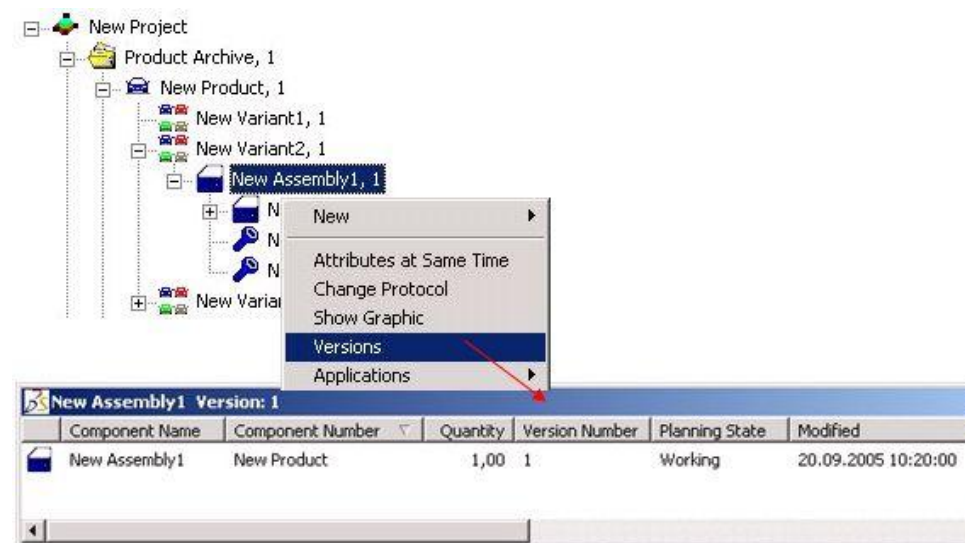 New Project
Product Archive, 1
New Product, 1
New Variant1, 1
New Variant2, 1
New Assembly1, 1
N
N
N
New Varia
New
Attributes at Same Time
Change Protocol
Show Graphic
Versions
Applications
New Assembly1 Version: 1
Component Name Component Number Quantity Version Number Planning State Modified
New Assembly1 New Product 1,00 1 Working 20.09.2005 10:20:00